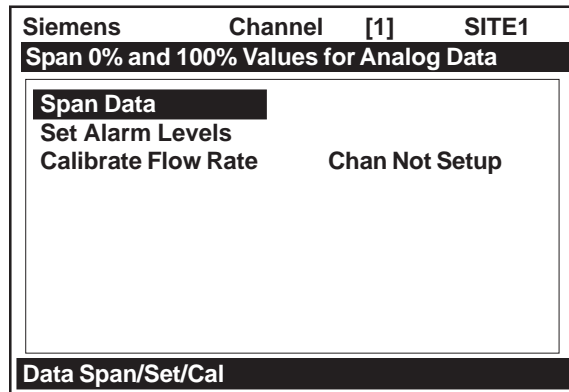 Siemens Channel [1] SITE1
Span 0% and 100% Values for Analog Data
Span Data
Set Alarm Levels
Calibrate Flow Rate Chan Not Setup
Data Span/Set/Cal